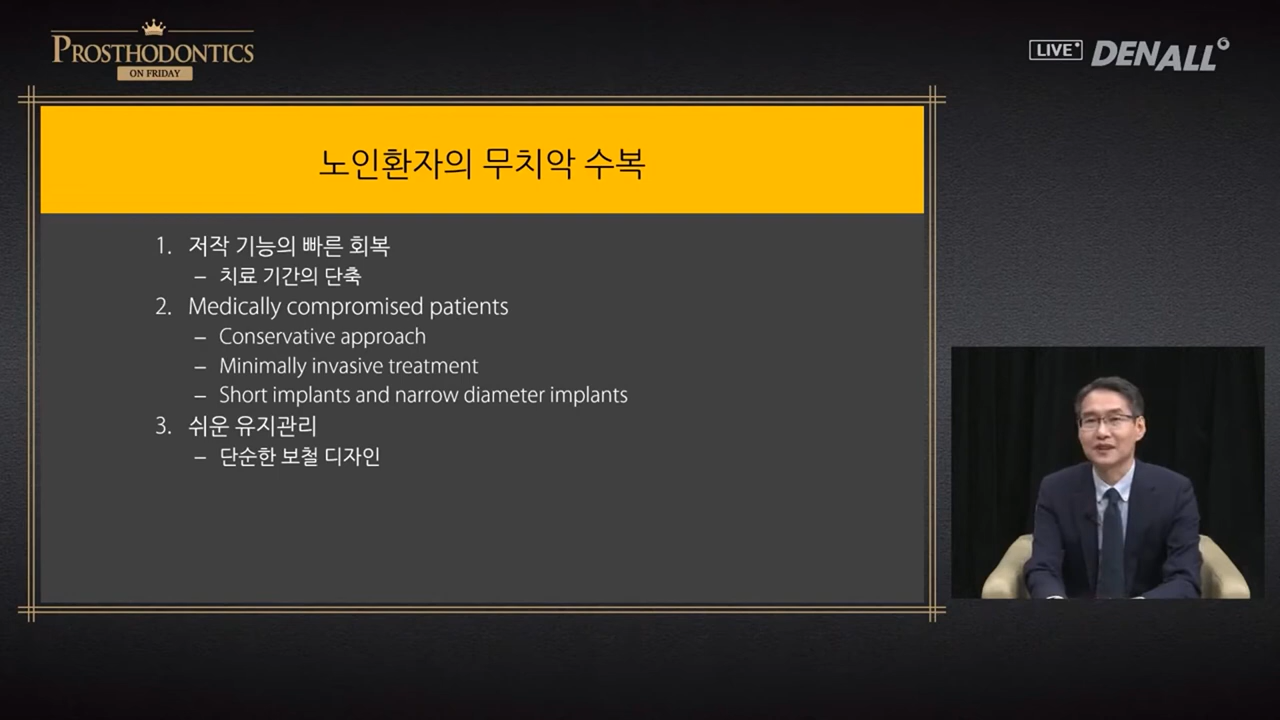 PROSTHODONTICS
ON FRIDAY
LIVE
DENALL
노인환자의 무치악 수복
1. 저작 기능의 빠른 회복
– 치료 기간의 단축
2. Medically compromised patients
– Conservative approach
– Minimally invasive treatment
– Short implants and narrow diameter implants
3. 쉬운 유지관리
– 단순한 보철 디자인